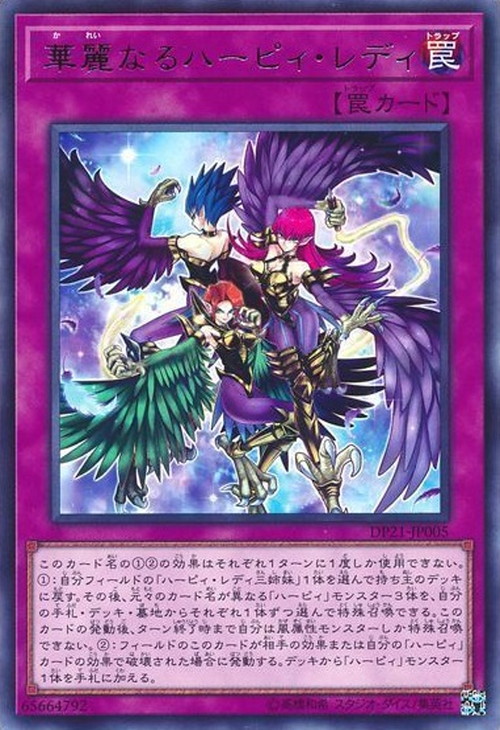 華麗なるハーピィ・レディ 罠
【罠カード】
DP21-JP005
このカード名の①②の効果はそれぞれ1ターンに1度しか使用できない。
①:自分フィールドの「ハーピィ・レディ三姉妹」1体を選んで持ち主のデッキ
に戻す。その後、元々のカード名が異なる「ハーピィ」モンスター3体を、自分
の手札・デッキ・墓地からそれぞれ1体ずつ選んで特殊召喚できる。この
カードの発動後、ターン終了時まで自分は風属性モンスターしか特殊召喚
できない。②:フィールドのこのカードが相手の効果または自分の「ハーピィ」
カードの効果で破壊された場合に発動する。デッキから「ハーピィ」モンスター
1体を手札に加える。
65664792
©高橋和希 スタジオ・ダイス/集英社